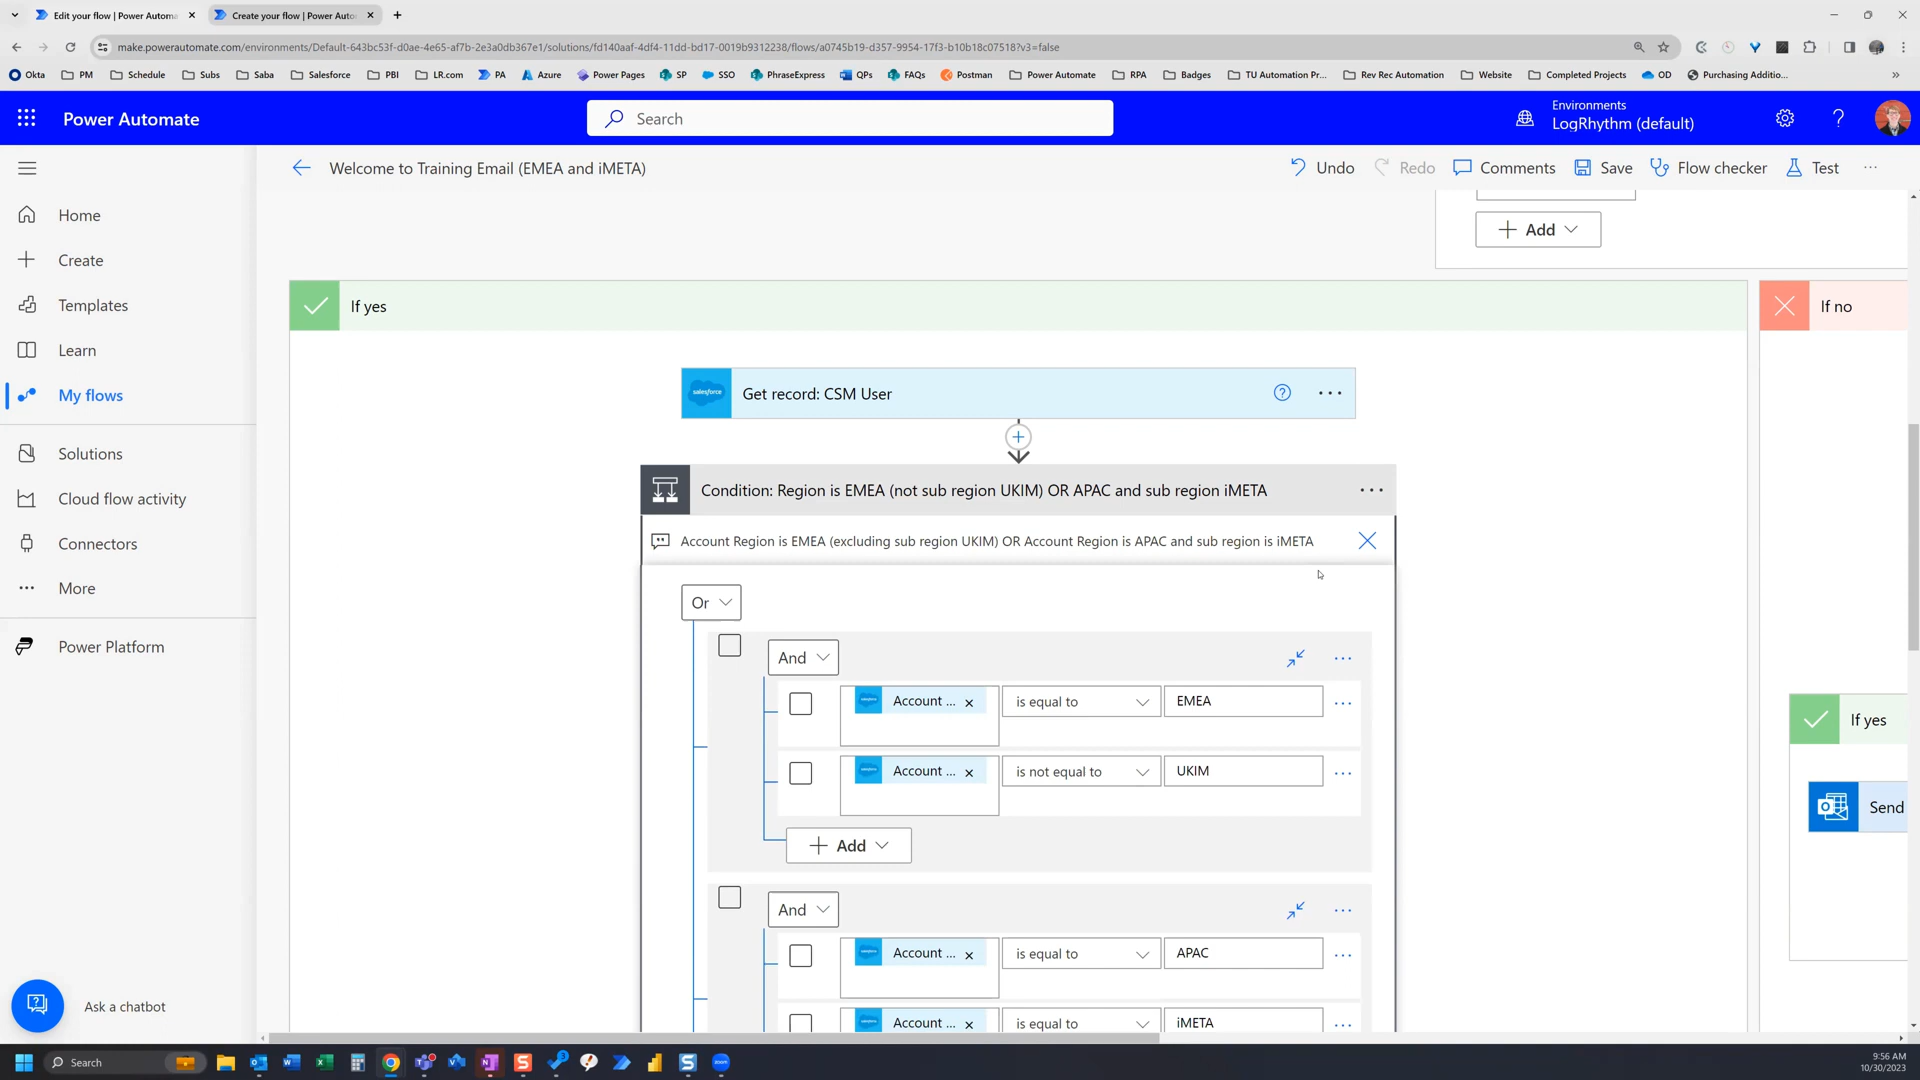 Edit your flow | Power Automa
Create your flow | Power Auto
make.powerautomate.com/environments/Default-643bc53f-d0ae-4e65-af7b-2e3a0db367e1/solutions/fd140aaf-4df4-11dd-bd17-0019b9312238/flows/a0745b19-d357-9954-17f3-b10b18c07518?v3=false
Okta PM Schedule Subs Saba Salesforce PBI LR.com PA Azure Power Pages SP SSO PhraseExpress QPs FAQs Postman Power Automate RPA Badges TU Automation Pr... Rev Rec Automation Website Completed Projects OD Purchasing Additio...
Power Automate
Search
Environments
LogRhythm (default)
Welcome to Training Email (EMEA and iMETA)
Undo Redo Comments Save Flow checker Test
Home
Create
Templates
Learn
My flows
Solutions
Cloud flow activity
Connectors
More
Power Platform
Ask a chatbot
Add
If yes
If no
salesforce
Get record: CSM User
Condition: Region is EMEA (not sub region UKIM) OR APAC and sub region iMETA
Account Region is EMEA (excluding sub region UKIM) OR Account Region is APAC and sub region is iMETA
Or
And
Account ... is equal to EMEA
Account ... is not equal to UKIM
Add
And
Account ... is equal to APAC
Account ... is equal to iMETA
If yes
Send
Search
9:56 AM
10/30/2023